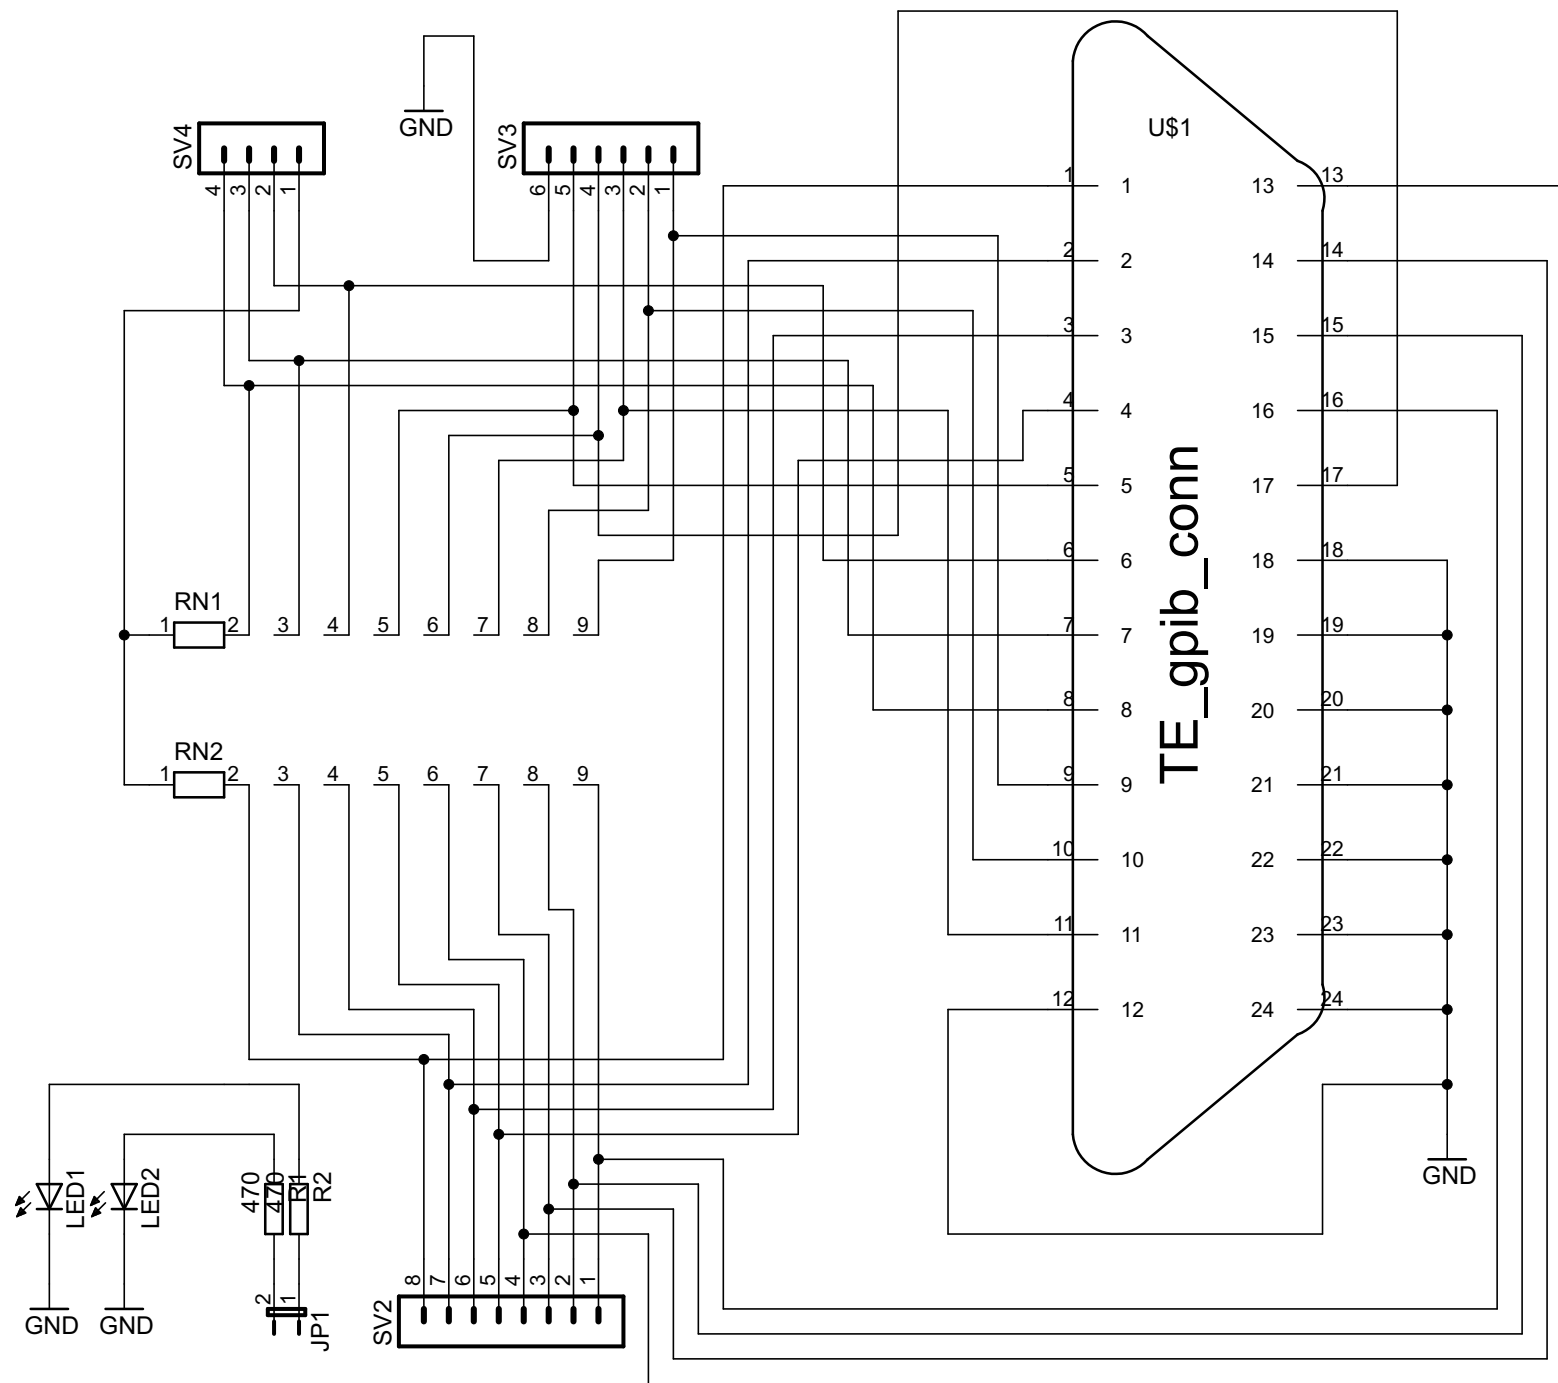 GND
SV4
4 3 2 1
SV3
6 5 4 3 2 1
U$1
TE_gpib_conn
1 1 13 13
2 2 14 14
3 3 15 15
4 4 16 16
5 5 17 17
6 6 18 18
7 7 19 19
8 8 20 20
9 9 21 21
10 10 22 22
11 11 23 23
12 12 24 24
GND
RN1
1 2 3 4 5 6 7 8 9
RN2
1 2 3 4 5 6 7 8 9
LED1
LED2
470
470
R1
R2
GND
GND
2 1
JP1
SV2
8 7 6 5 4 3 2 1